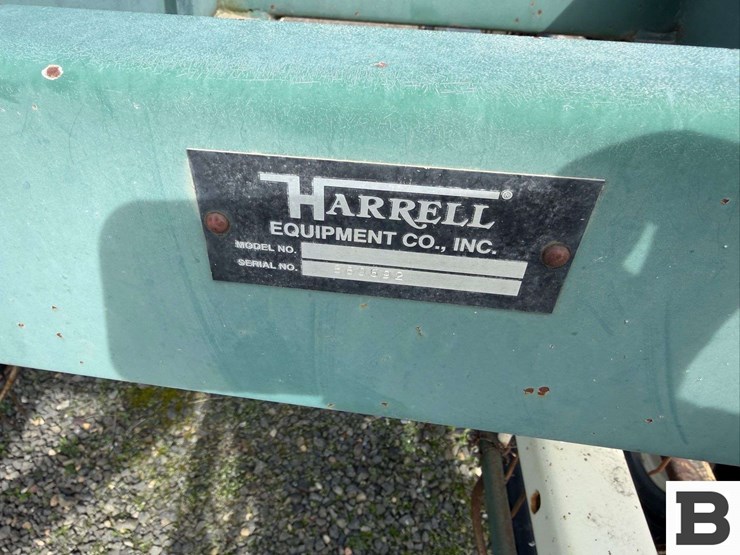 HARRELL®
EQUIPMENT CO., INC.
MODEL NO.
SERIAL NO.
B